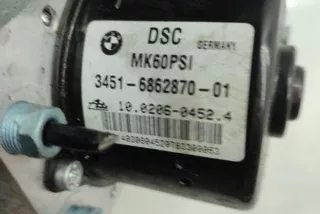 DSC
GERMANY
MK60PSI
3451-6862870-01
10.0206-0452.4